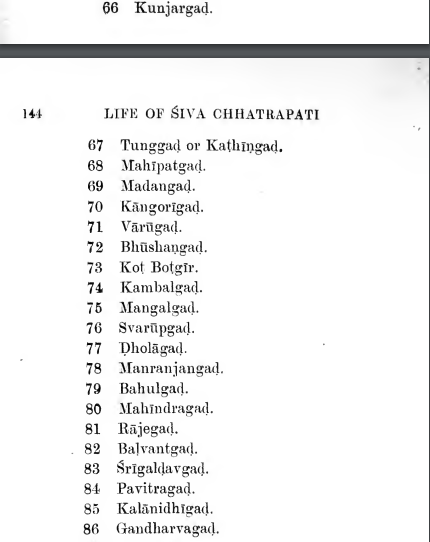 66 Kunjargaḍ.
144 LIFE OF ŚIVA CHHATRAPATI
67 Tunggaḍ or Kaṭhīngaḍ.
68 Mahīpatgaḍ.
69 Madangaḍ.
70 Kāngorīgaḍ.
71 Vārūgaḍ.
72 Bhūshaṇgaḍ.
73 Koṭ Boṭgīr.
74 Kambalgaḍ.
75 Mangalgaḍ.
76 Svarūpgaḍ.
77 Ḍholāgaḍ.
78 Manranjangaḍ.
79 Bahulgaḍ.
80 Mahīndragaḍ.
81 Rājegaḍ.
82 Baḷvantgaḍ.
83 Śrīgaldavgaḍ.
84 Pavitragaḍ.
85 Kalānidhīgaḍ.
86 Gandharvagaḍ.